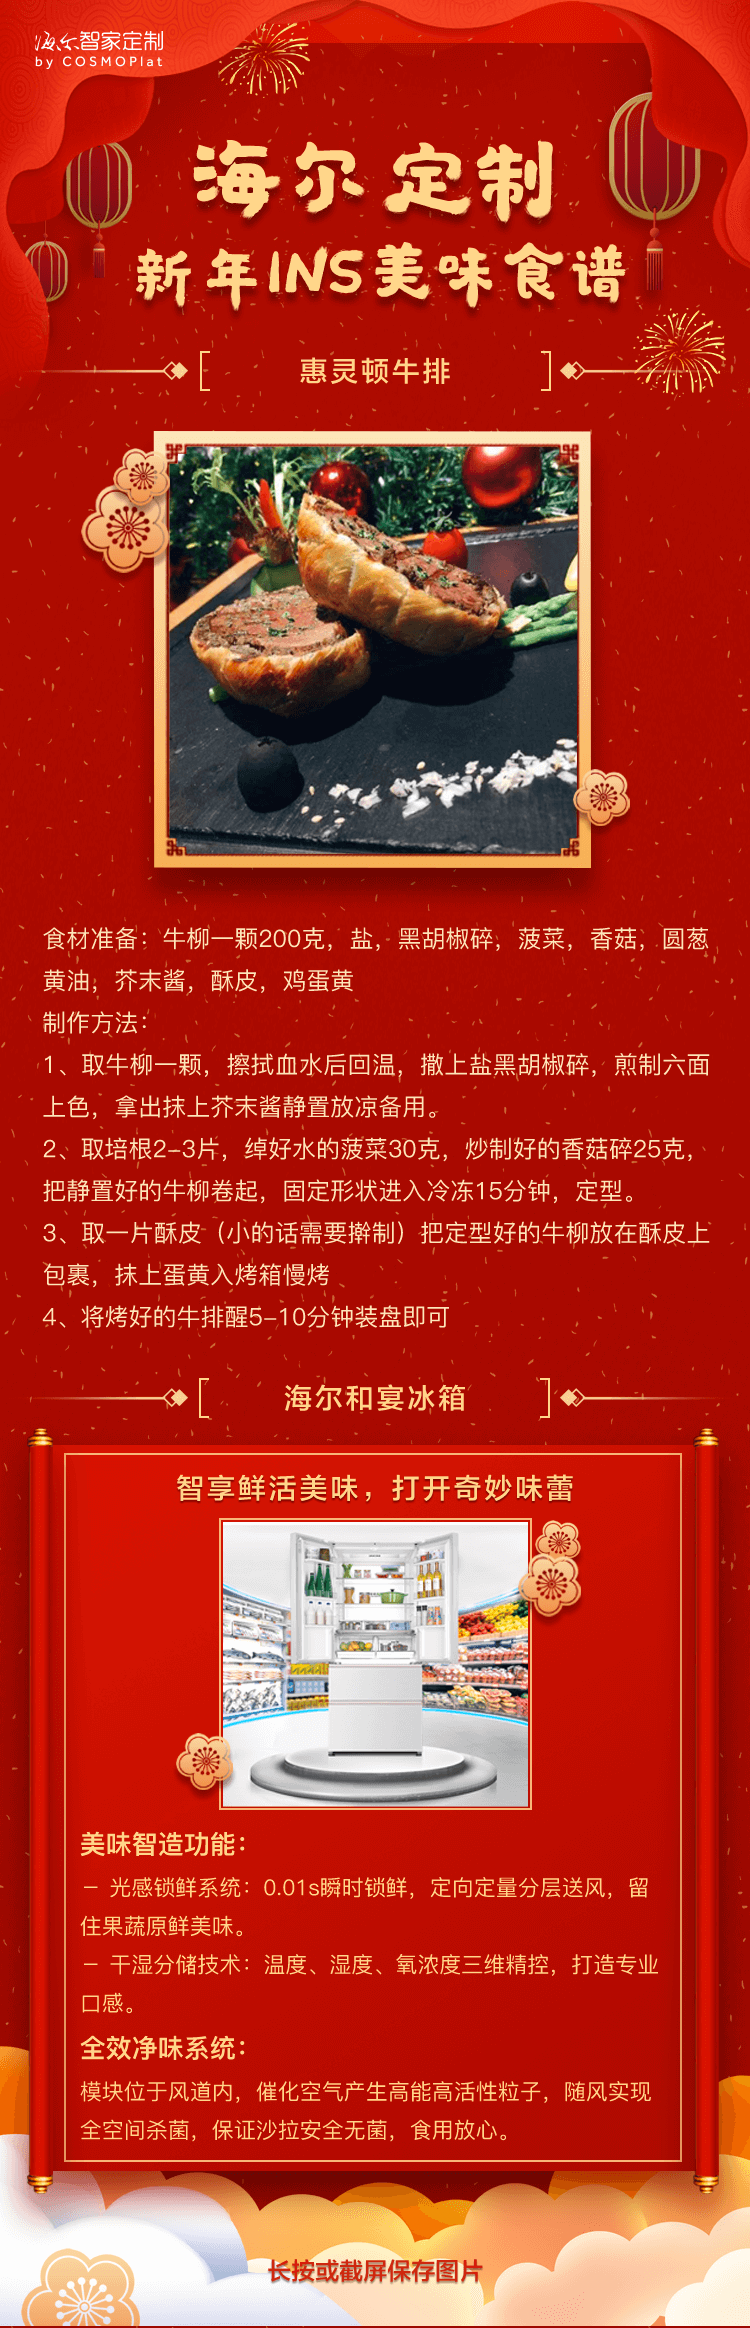 海尔智家定制
by COSMOPlat
海尔定制
新年INS美味食谱
惠灵顿牛排
食材准备：牛柳一颗200克，盐，黑胡椒碎，菠菜，香菇，圆葱
黄油，芥末酱，酥皮，鸡蛋黄
制作方法：
1、取牛柳一颗，擦拭血水后回温，撒上盐黑胡椒碎，煎制六面
上色，拿出抹上芥末酱静置放凉备用。
2、取培根2-3片，绰好水的菠菜30克，炒制好的香菇碎25克，
把静置好的牛柳卷起，固定形状进入冷冻15分钟，定型。
3、取一片酥皮（小的话需要擀制）把定型好的牛柳放在酥皮上
包裹，抹上蛋黄入烤箱慢烤
4、将烤好的牛排醒5-10分钟装盘即可
海尔和宴冰箱
智享鲜活美味，打开奇妙味蕾
美味智造功能：
- 光感锁鲜系统：0.01s瞬时锁鲜，定向定量分层送风，留
住果蔬原鲜美味。
- 干湿分储技术：温度、湿度、氧浓度三维精控，打造专业
口感。
全效净味系统：
模块位于风道内，催化空气产生高能高活性粒子，随风实现
全空间杀菌，保证沙拉安全无菌，食用放心。
长按或截屏保存图片